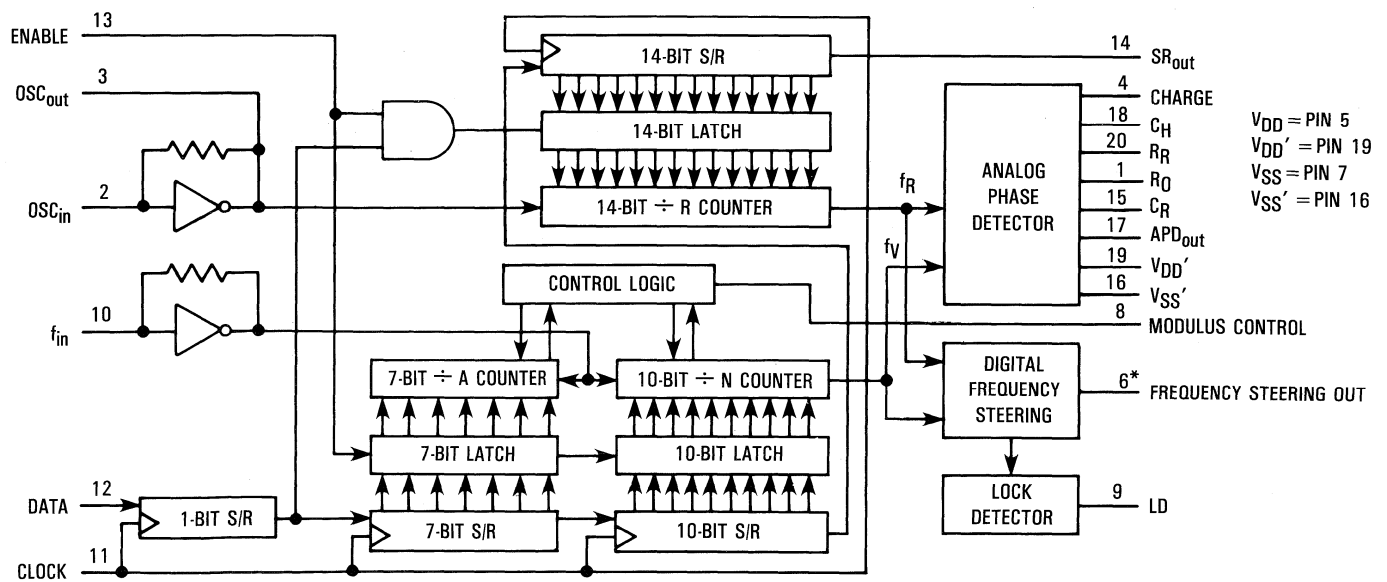 ENABLE 13
OSCout 3
OSCin 2
fin 10
DATA 12
CLOCK 11
14-BIT S/R
14-BIT LATCH
14-BIT ÷ R COUNTER
CONTROL LOGIC
7-BIT ÷ A COUNTER
10-BIT ÷ N COUNTER
7-BIT LATCH
10-BIT LATCH
1-BIT S/R
7-BIT S/R
10-BIT S/R
fR
fV
ANALOG
PHASE
DETECTOR
DIGITAL
FREQUENCY
STEERING
LOCK
DETECTOR
14 SRout
4 CHARGE
18 CH
20 RR
1 RO
15 CR
17 APDout
19 VDD'
16 VSS'
8 MODULUS CONTROL
6* FREQUENCY STEERING OUT
9 LD
VDD = PIN 5
VDD' = PIN 19
VSS = PIN 7
VSS' = PIN 16